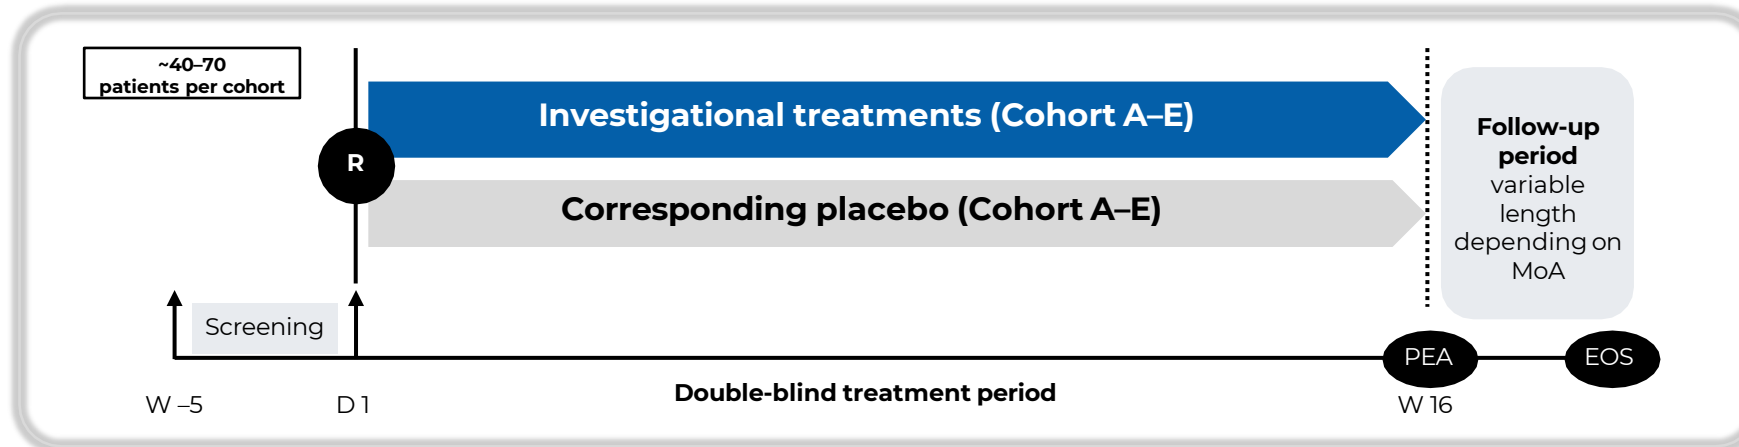 ~40–70
patients per cohort
R
Investigational treatments (Cohort A–E)
Corresponding placebo (Cohort A–E)
Follow-up
period
variable
length
depending on
MoA
Screening
PEA
EOS
W –5
D 1
Double-blind treatment period
W 16